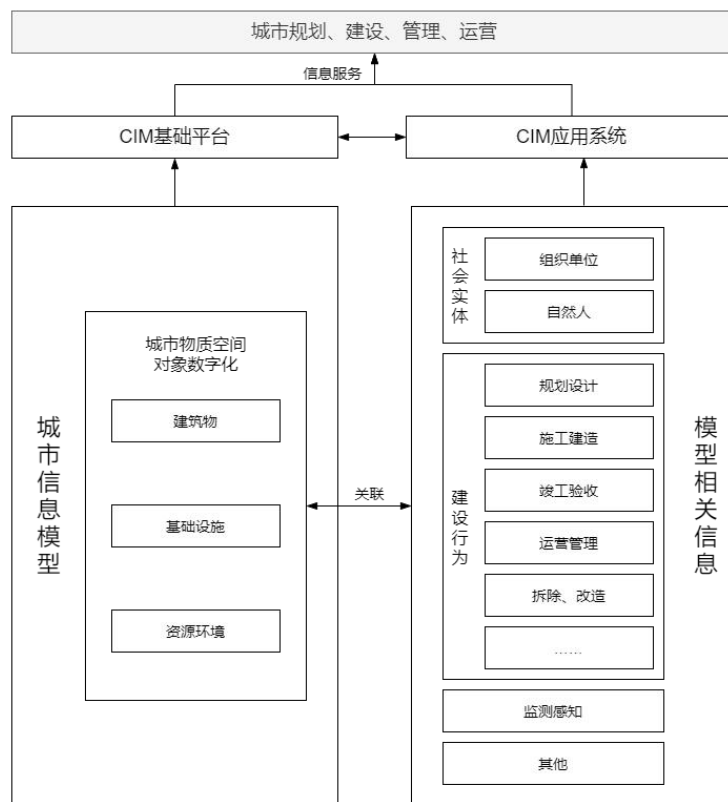 城市规划、建设、管理、运营
信息服务
CIM基础平台
CIM应用系统
城市信息模型
城市物质空间
对象数字化
建筑物
基础设施
资源环境
关联
社会实体
组织单位
自然人
建设行为
规划设计
施工建造
竣工验收
运营管理
拆除、改造
……
监测感知
其他
模型相关信息